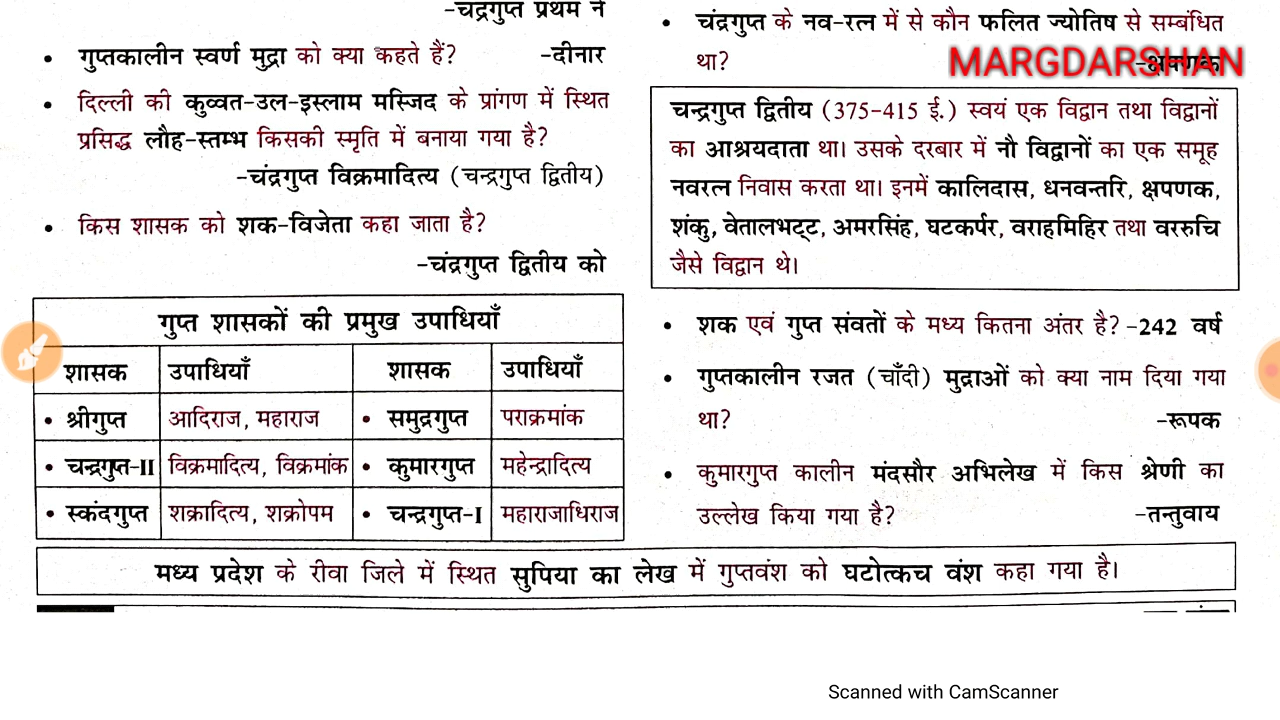 -चद्रगुप्त प्रथम ने
• गुप्तकालीन स्वर्ण मुद्रा को क्या कहते हैं? -दीनार
• दिल्ली की कुव्वत-उल-इस्लाम मस्जिद के प्रांगण में स्थित
प्रसिद्ध लौह-स्तम्भ किसकी स्मृति में बनाया गया है?
-चंद्रगुप्त विक्रमादित्य (चन्द्रगुप्त द्वितीय)
• किस शासक को शक-विजेता कहा जाता है?
-चंद्रगुप्त द्वितीय को
गुप्त शासकों की प्रमुख उपाधियाँ
शासक उपाधियाँ शासक उपाधियाँ
• श्रीगुप्त आदिराज, महाराज • समुद्रगुप्त पराक्रमांक
• चन्द्रगुप्त-II विक्रमादित्य, विक्रमांक • कुमारगुप्त महेन्द्रादित्य
• स्कंदगुप्त शक्रादित्य, शक्रोपम • चन्द्रगुप्त-I महाराजाधिराज
• चंद्रगुप्त के नव-रत्न में से कौन फलित ज्योतिष से सम्बंधित
था? -क्षपणक
MARGDARSHAN
चन्द्रगुप्त द्वितीय (375-415 ई.) स्वयं एक विद्वान तथा विद्वानों
का आश्रयदाता था। उसके दरबार में नौ विद्वानों का एक समूह
नवरत्न निवास करता था। इनमें कालिदास, धनवन्तरि, क्षपणक,
शंकु, वेतालभट्ट, अमरसिंह, घटकर्पर, वराहमिहिर तथा वररुचि
जैसे विद्वान थे।
• शक एवं गुप्त संवतों के मध्य कितना अंतर है? -242 वर्ष
• गुप्तकालीन रजत (चाँदी) मुद्राओं को क्या नाम दिया गया
था? -रूपक
• कुमारगुप्त कालीन मंदसौर अभिलेख में किस श्रेणी का
उल्लेख किया गया है? -तन्तुवाय
मध्य प्रदेश के रीवा जिले में स्थित सुपिया का लेख में गुप्तवंश को घटोत्कच वंश कहा गया है।
Scanned with CamScanner